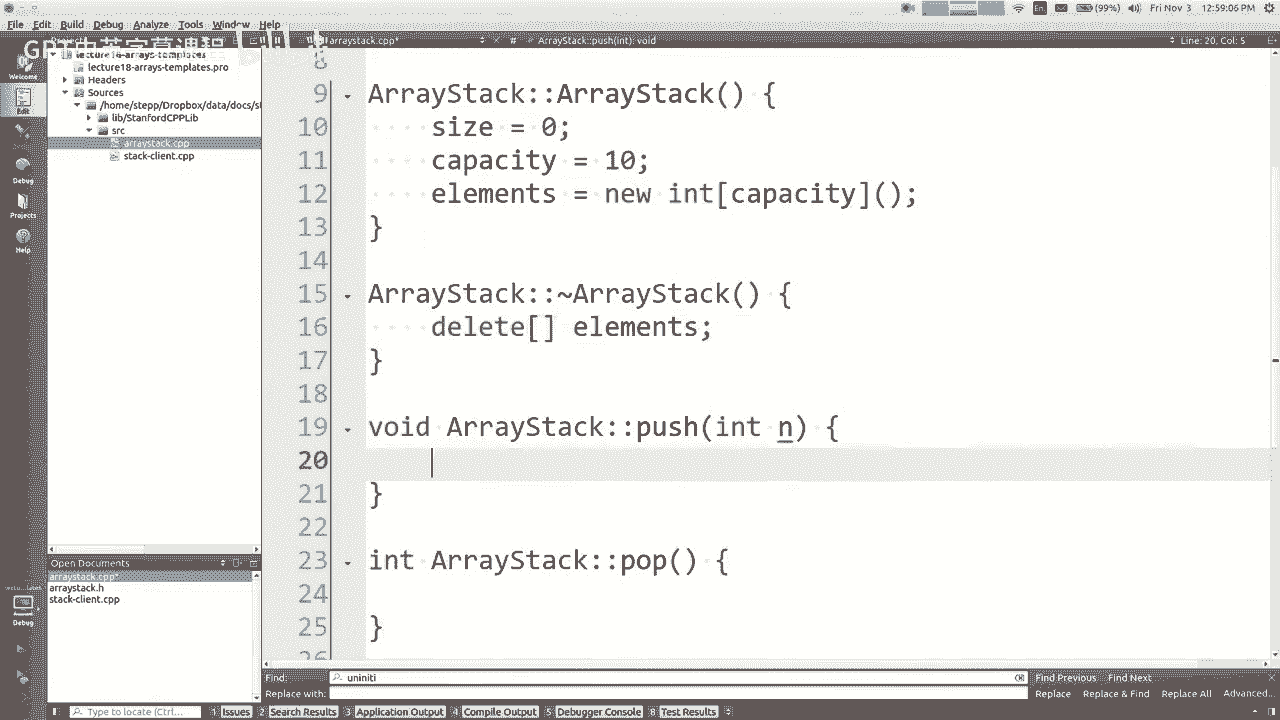 Fri Nov 3 12:59:06 PM
(99%)
En
File Edit Build Debug Analyze Tools Window Help
GPT中英字幕课程
arraystack.cpp*
ArrayStack::push(int): void
Line: 20, Col: 5
Welcome
Edit
Debug
Projects
Help
Debug
lecture18-arrays-templates.pro
Headers
Sources
/home/stepp/Dropbox/data/docs/st
lib/StanfordCPPLib
src
arraystack.cpp
stack-client.cpp
Open Documents
arraystack.cpp*
arraystack.h
stack-client.cpp
8
9 ArrayStack::ArrayStack() {
10 size = 0;
11 capacity = 10;
12 elements = new int[capacity]();
13 }
14
15 ArrayStack::~ArrayStack() {
16 delete[] elements;
17 }
18
19 void ArrayStack::push(int n) {
20
21 }
22
23 int ArrayStack::pop() {
24
25 }
Find: uniniti
Find Previous Find Next
Replace with:
Replace Replace & Find Replace All Advanced...
Type to locate (Ctrl...
1 Issues 2 Search Results 3 Application Output 4 Compile Output 5 Debugger Console 8 Test Results